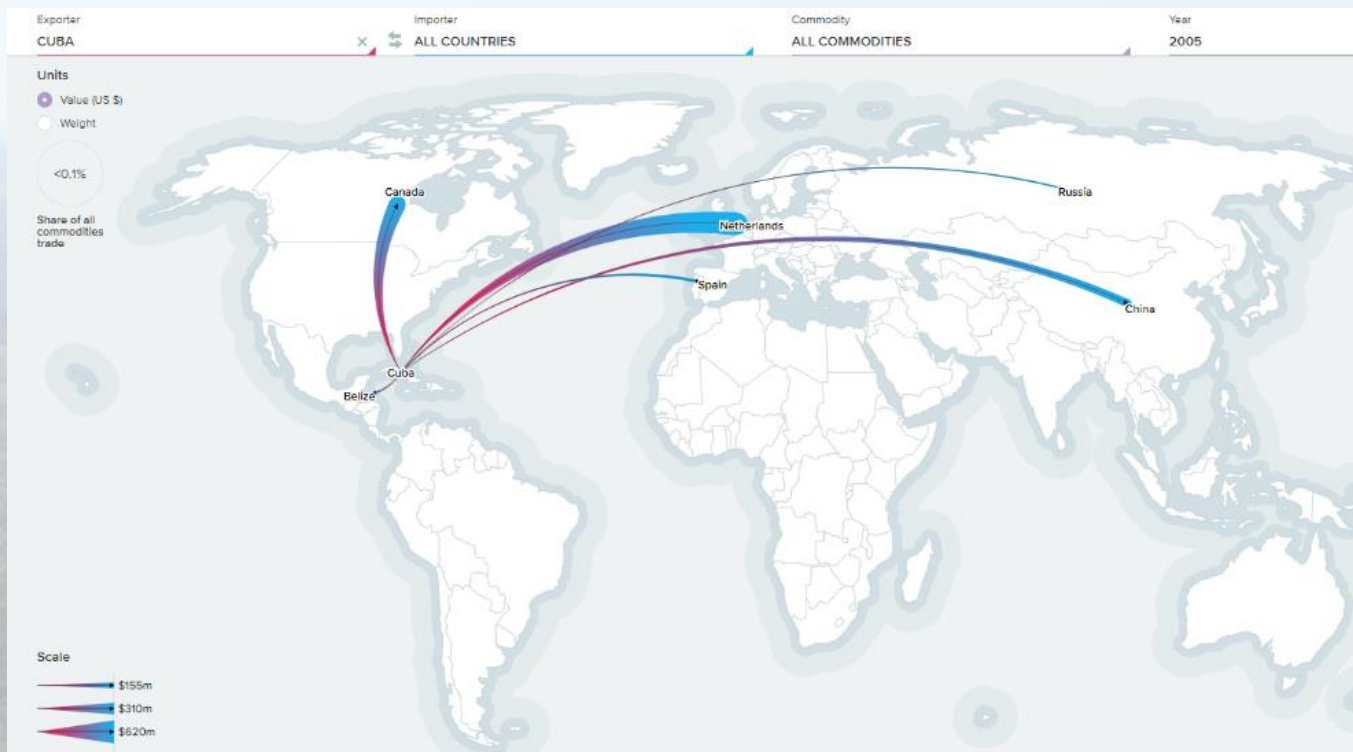 Exporter
CUBA
Importer
ALL COUNTRIES
Commodity
ALL COMMODITIES
Year
2005
Units
Value (US $)
Weight
<0.1%
Share of all
commodities
trade
Canada
Russia
Netherlands
Spain
China
Cuba
Belize
Scale
$155m
$310m
$620m